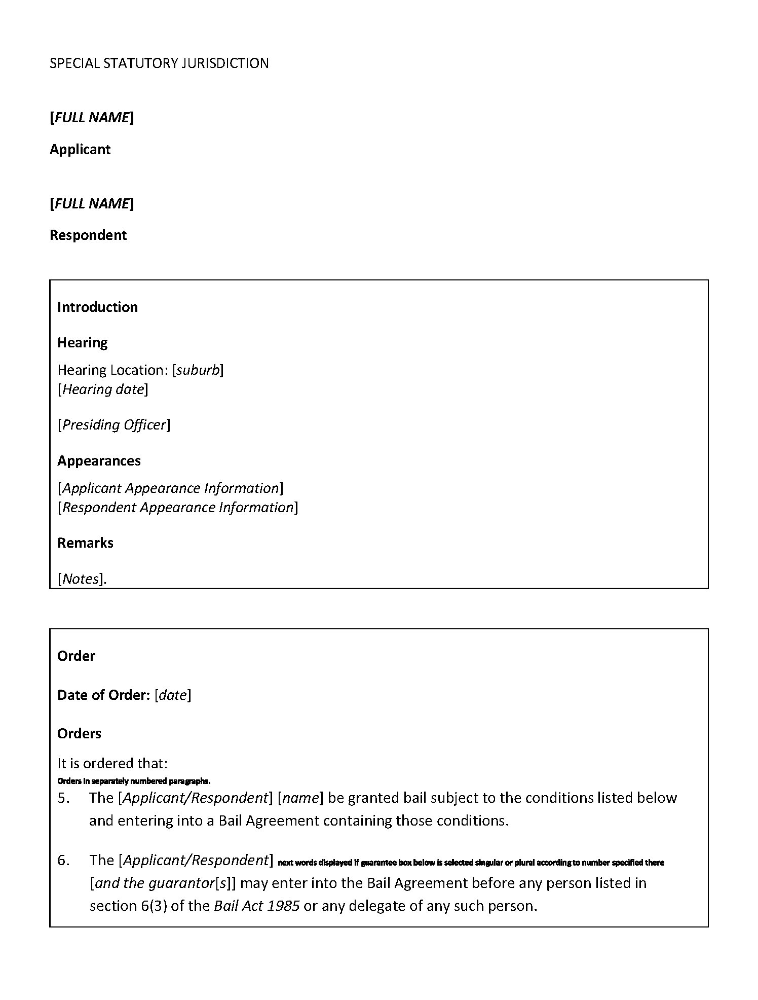 SPECIAL STATUTORY JURISDICTION
[FULL NAME]
Applicant
[FULL NAME]
Respondent
Introduction
Hearing
Hearing Location: [suburb]
[Hearing date]
[Presiding Officer]
Appearances
[Applicant Appearance Information]
[Respondent Appearance Information]
Remarks
[Notes].
Order
Date of Order: [date]
Orders
It is ordered that:
Orders in separately numbered paragraphs.
5. The [Applicant/Respondent] [name] be granted bail subject to the conditions listed below
and entering into a Bail Agreement containing those conditions.
6. The [Applicant/Respondent] next words displayed if guarantee box below is selected singular or plural according to number specified there
[and the guarantor[s]] may enter into the Bail Agreement before any person listed in
section 6(3) of the Bail Act 1985 or any delegate of any such person.